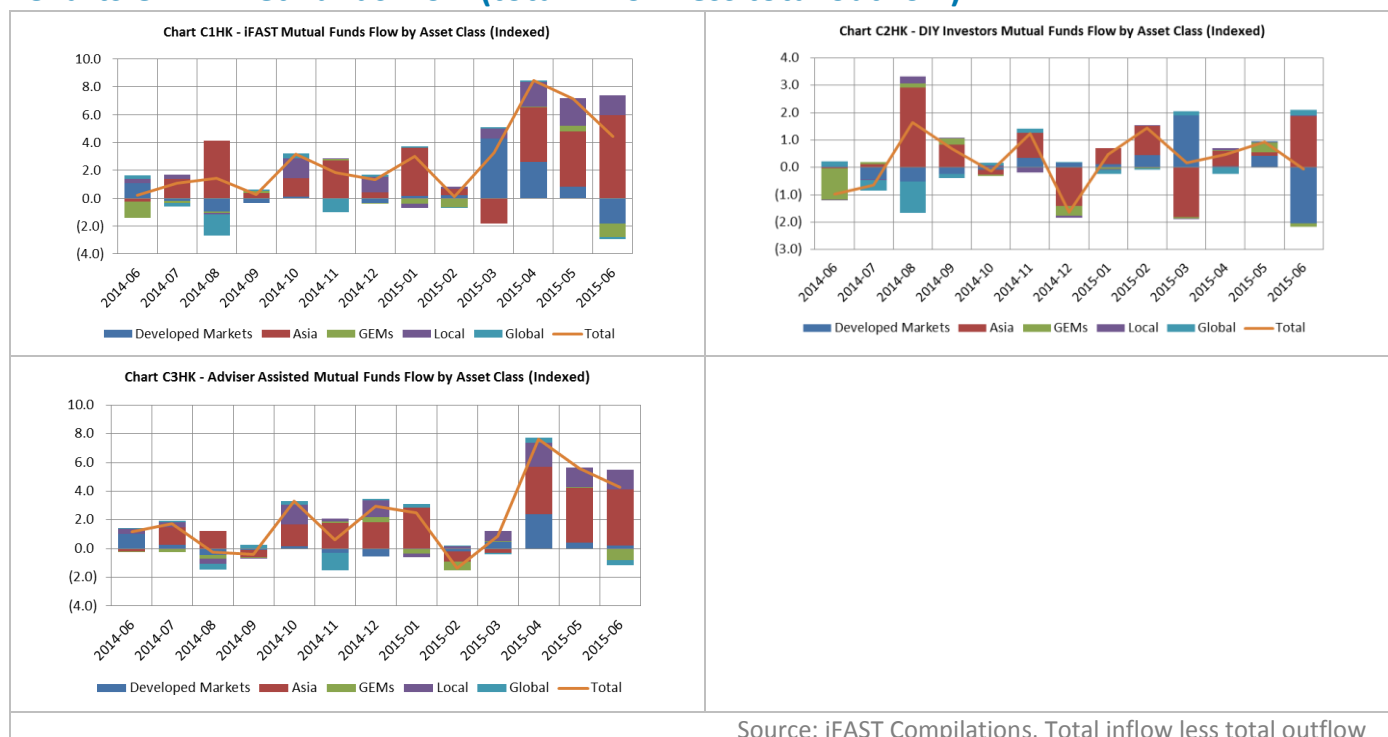 Chart C1HK - iFAST Mutual Funds Flow by Asset Class (Indexed)
10.0
8.0
6.0
4.0
2.0
0.0
(2.0)
(4.0)
2014-06 2014-07 2014-08 2014-09 2014-10 2014-11 2014-12 2015-01 2015-02 2015-03 2015-04 2015-05 2015-06
Developed Markets Asia GEMs Local Global Total
Chart C2HK - DIY Investors Mutual Funds Flow by Asset Class (Indexed)
4.0
3.0
2.0
1.0
0.0
(1.0)
(2.0)
(3.0)
2014-06 2014-07 2014-08 2014-09 2014-10 2014-11 2014-12 2015-01 2015-02 2015-03 2015-04 2015-05 2015-06
Developed Markets Asia GEMs Local Global Total
Chart C3HK - Adviser Assisted Mutual Funds Flow by Asset Class (Indexed)
10.0
8.0
6.0
4.0
2.0
0.0
(2.0)
(4.0)
2014-06 2014-07 2014-08 2014-09 2014-10 2014-11 2014-12 2015-01 2015-02 2015-03 2015-04 2015-05 2015-06
Developed Markets Asia GEMs Local Global Total
Source: iFAST Compilations. Total inflow less total outflow